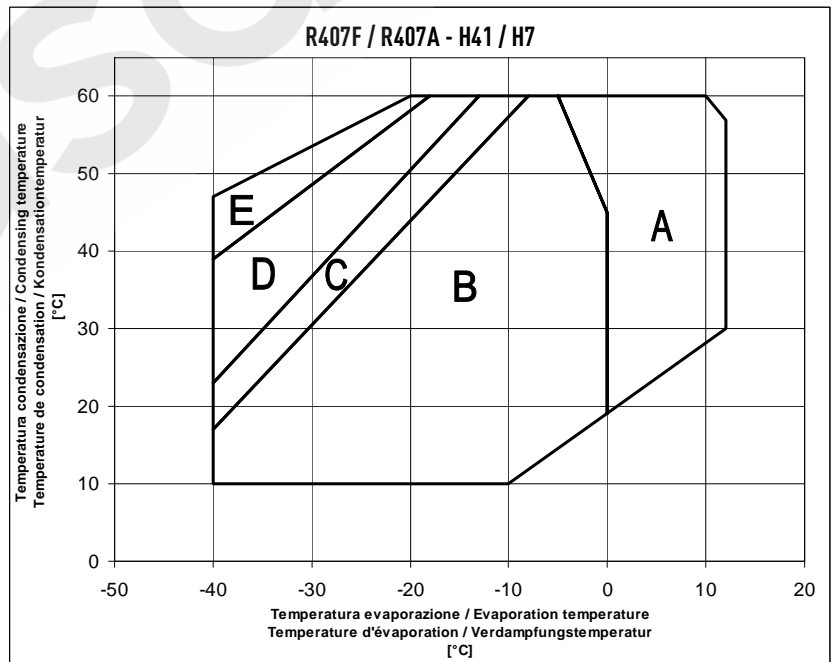 R407F / R407A - H41 / H7
Temperatura condensazione / Condensing temperature
Temperature de condensation / Kondensationtemperatur
[°C]
60
50
40
30
20
10
0
E
D
C
B
A
-50 -40 -30 -20 -10 0 10 20
Temperatura evaporazione / Evaporation temperature
Temperature d'évaporation / Verdampfungstemperatur
[°C]